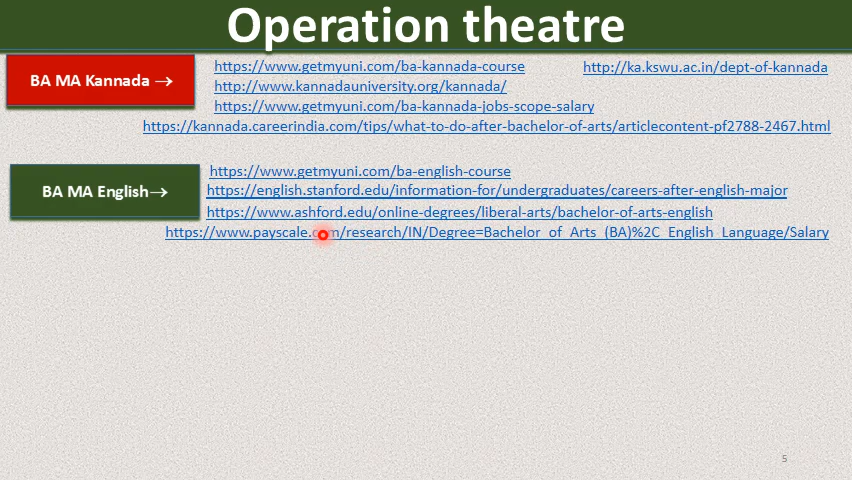 Operation theatre
BA MA Kannada →
https://www.getmyuni.com/ba-kannada-course
http://ka.kswu.ac.in/dept-of-kannada
http://www.kannadauniversity.org/kannada/
https://www.getmyuni.com/ba-kannada-jobs-scope-salary
https://kannada.careerindia.com/tips/what-to-do-after-bachelor-of-arts/articlecontent-pf2788-2467.html
BA MA English→
https://www.getmyuni.com/ba-english-course
https://english.stanford.edu/information-for/undergraduates/careers-after-english-major
https://www.ashford.edu/online-degrees/liberal-arts/bachelor-of-arts-english
https://www.payscale.com/research/IN/Degree=Bachelor_of_Arts_(BA)%2C_English_Language/Salary
5